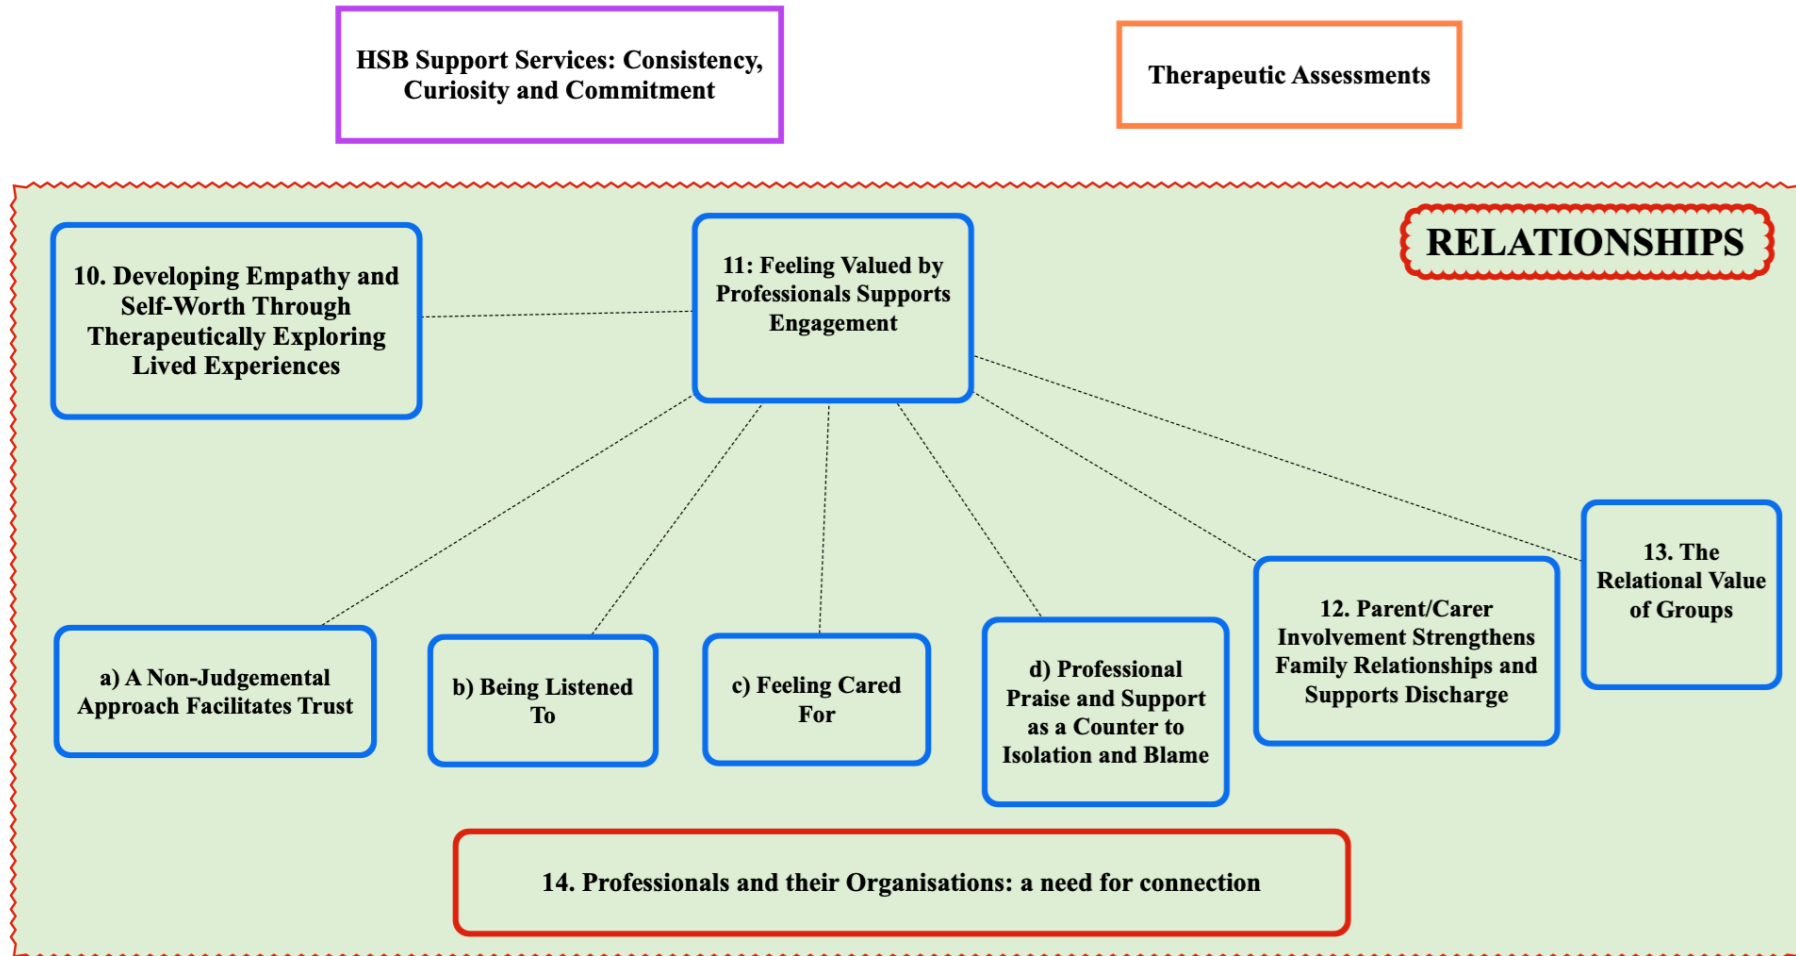 HSB Support Services: Consistency,
Curiosity and Commitment
Therapeutic Assessments
RELATIONSHIPS
10. Developing Empathy and
Self-Worth Through
Therapeutically Exploring
Lived Experiences
11: Feeling Valued by
Professionals Supports
Engagement
a) A Non-Judgemental
Approach Facilitates Trust
b) Being Listened
To
c) Feeling Cared
For
d) Professional
Praise and Support
as a Counter to
Isolation and Blame
12. Parent/Carer
Involvement Strengthens
Family Relationships and
Supports Discharge
13. The
Relational Value
of Groups
14. Professionals and their Organisations: a need for connection